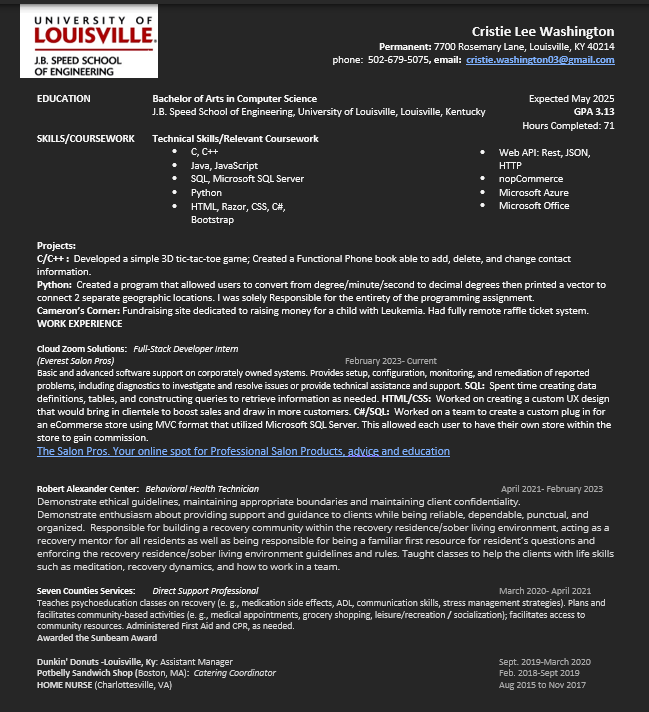 UNIVERSITY OF
LOUISVILLE.
J.B. SPEED SCHOOL
OF ENGINEERING
Cristie Lee Washington
Permanent: 7700 Rosemary Lane, Louisville, KY 40214
phone: 502-679-5075, email: cristie.washington03@gmail.com
EDUCATION Bachelor of Arts in Computer Science Expected May 2025
J.B. Speed School of Engineering, University of Louisville, Louisville, Kentucky GPA 3.13
Hours Completed: 71
SKILLS/COURSEWORK Technical Skills/Relevant Coursework
• C, C++
• Java, JavaScript
• SQL, Microsoft SQL Server
• Python
• HTML, Razor, CSS, C#,
Bootstrap
• Web API: Rest, JSON,
HTTP
• nopCommerce
• Microsoft Azure
• Microsoft Office
Projects:
C/C++ : Developed a simple 3D tic-tac-toe game; Created a Functional Phone book able to add, delete, and change contact
information.
Python: Created a program that allowed users to convert from degree/minute/second to decimal degrees then printed a vector to
connect 2 separate geographic locations. I was solely Responsible for the entirety of the programming assignment.
Cameron's Corner: Fundraising site dedicated to raising money for a child with Leukemia. Had fully remote raffle ticket system.
WORK EXPERIENCE
Cloud Zoom Solutions: Full-Stack Developer Intern
(Everest Salon Pros) February 2023- Current
Basic and advanced software support on corporately owned systems. Provides setup, configuration, monitoring, and remediation of reported
problems, including diagnostics to investigate and resolve issues or provide technical assistance and support. SQL: Spent time creating data
definitions, tables, and constructing queries to retrieve information as needed. HTML/CSS: Worked on creating a custom UX design
that would bring in clientele to boost sales and draw in more customers. C#/SQL: Worked on a team to create a custom plug in for
an eCommerse store using MVC format that utilized Microsoft SQL Server. This allowed each user to have their own store within the
store to gain commission.
The Salon Pros. Your online spot for Professional Salon Products, advice and education
Robert Alexander Center: Behavioral Health Technician April 2021- February 2023
Demonstrate ethical guidelines, maintaining appropriate boundaries and maintaining client confidentiality.
Demonstrate enthusiasm about providing support and guidance to clients while being reliable, dependable, punctual, and
organized. Responsible for building a recovery community within the recovery residence/sober living environment, acting as a
recovery mentor for all residents as well as being responsible for being a familiar first resource for resident's questions and
enforcing the recovery residence/sober living environment guidelines and rules. Taught classes to help the clients with life skills
such as meditation, recovery dynamics, and how to work in a team.
Seven Counties Services: Direct Support Professional March 2020- April 2021
Teaches psychoeducation classes on recovery (e. g., medication side effects, ADL, communication skills, stress management strategies). Plans and
facilitates community-based activities (e. g., medical appointments, grocery shopping, leisure/recreation / socialization); facilitates access to
community resources. Administered First Aid and CPR, as needed.
Awarded the Sunbeam Award
Dunkin' Donuts -Louisville, Ky: Assistant Manager Sept. 2019-March 2020
Potbelly Sandwich Shop (Boston, MA): Catering Coordinator Feb. 2018-Sept 2019
HOME NURSE (Charlottesville, VA) Aug 2015 to Nov 2017